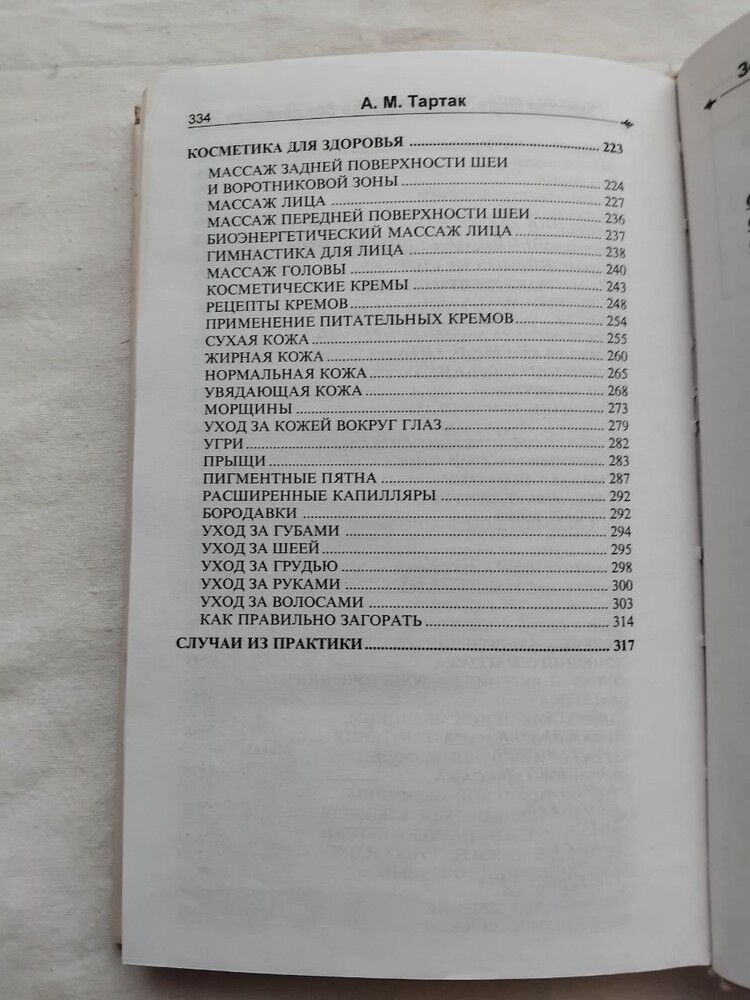 А. М. Тартак
334
КОСМЕТИКА ДЛЯ ЗДОРОВЬЯ ........ 223
МАССАЖ ЗАДНЕЙ ПОВЕРХНОСТИ ШЕИ
И ВОРОТНИКОВОЙ ЗОНЫ ........ 224
МАССАЖ ЛИЦА ........ 227
МАССАЖ ПЕРЕДНЕЙ ПОВЕРХНОСТИ ШЕИ ........ 236
БИОЭНЕРГЕТИЧЕСКИЙ МАССАЖ ЛИЦА ........ 237
ГИМНАСТИКА ДЛЯ ЛИЦА ........ 238
МАССАЖ ГОЛОВЫ ........ 240
КОСМЕТИЧЕСКИЕ КРЕМЫ ........ 243
РЕЦЕПТЫ КРЕМОВ ........ 248
ПРИМЕНЕНИЕ ПИТАТЕЛЬНЫХ КРЕМОВ ........ 254
СУХАЯ КОЖА ........ 255
ЖИРНАЯ КОЖА ........ 260
НОРМАЛЬНАЯ КОЖА ........ 265
УВЯДАЮЩАЯ КОЖА ........ 268
МОРЩИНЫ ........ 273
УХОД ЗА КОЖЕЙ ВОКРУГ ГЛАЗ ........ 279
УГРИ ........ 282
ПРЫЩИ ........ 283
ПИГМЕНТНЫЕ ПЯТНА ........ 287
РАСШИРЕННЫЕ КАПИЛЛЯРЫ ........ 292
БОРОДАВКИ ........ 292
УХОД ЗА ГУБАМИ ........ 294
УХОД ЗА ШЕЕЙ ........ 295
УХОД ЗА ГРУДЬЮ ........ 298
УХОД ЗА РУКАМИ ........ 300
УХОД ЗА ВОЛОСАМИ ........ 303
КАК ПРАВИЛЬНО ЗАГОРАТЬ ........ 314
СЛУЧАИ ИЗ ПРАКТИКИ ........ 317